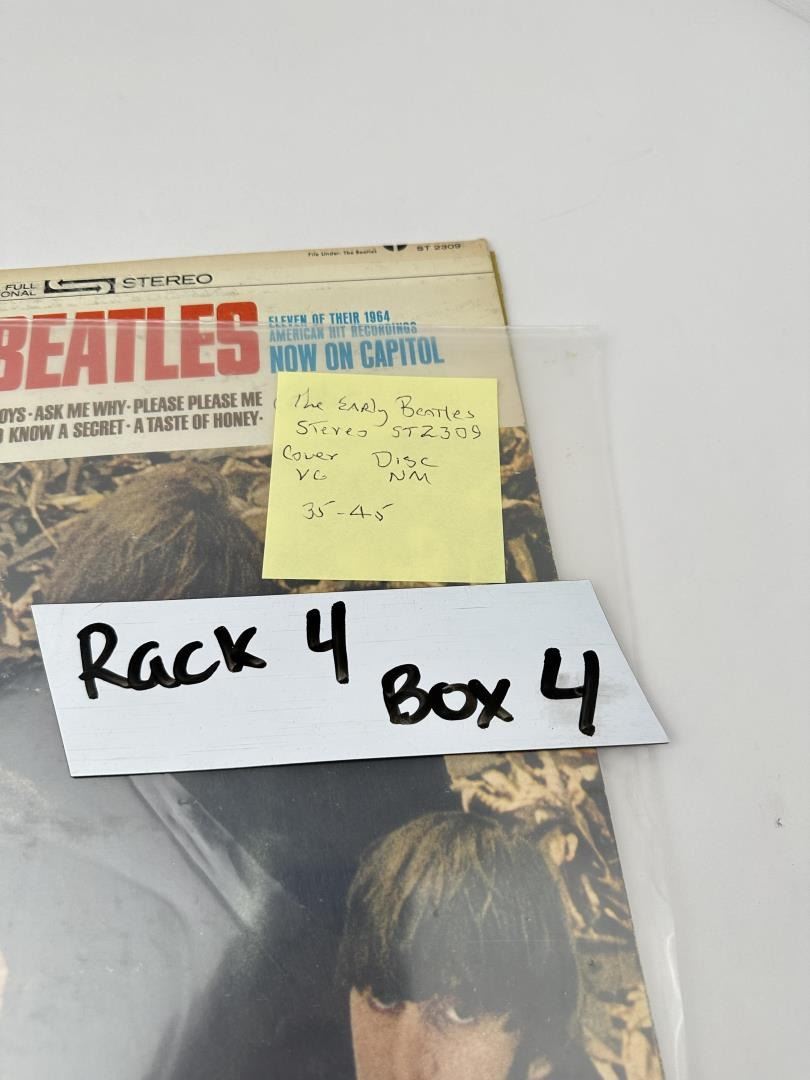 File Under: The Beatles ST 2309
FULL STEREO
ONAL
BEATLES
ELEVEN OF THEIR 1964
AMERICAN HIT RECORDINGS
NOW ON CAPITOL
OYS · ASK ME WHY · PLEASE PLEASE ME
KNOW A SECRET · A TASTE OF HONEY ·
The Early Beatles
Stereo ST2309
Cover Disc
VG NM
35-45
Rack 4
Box 4